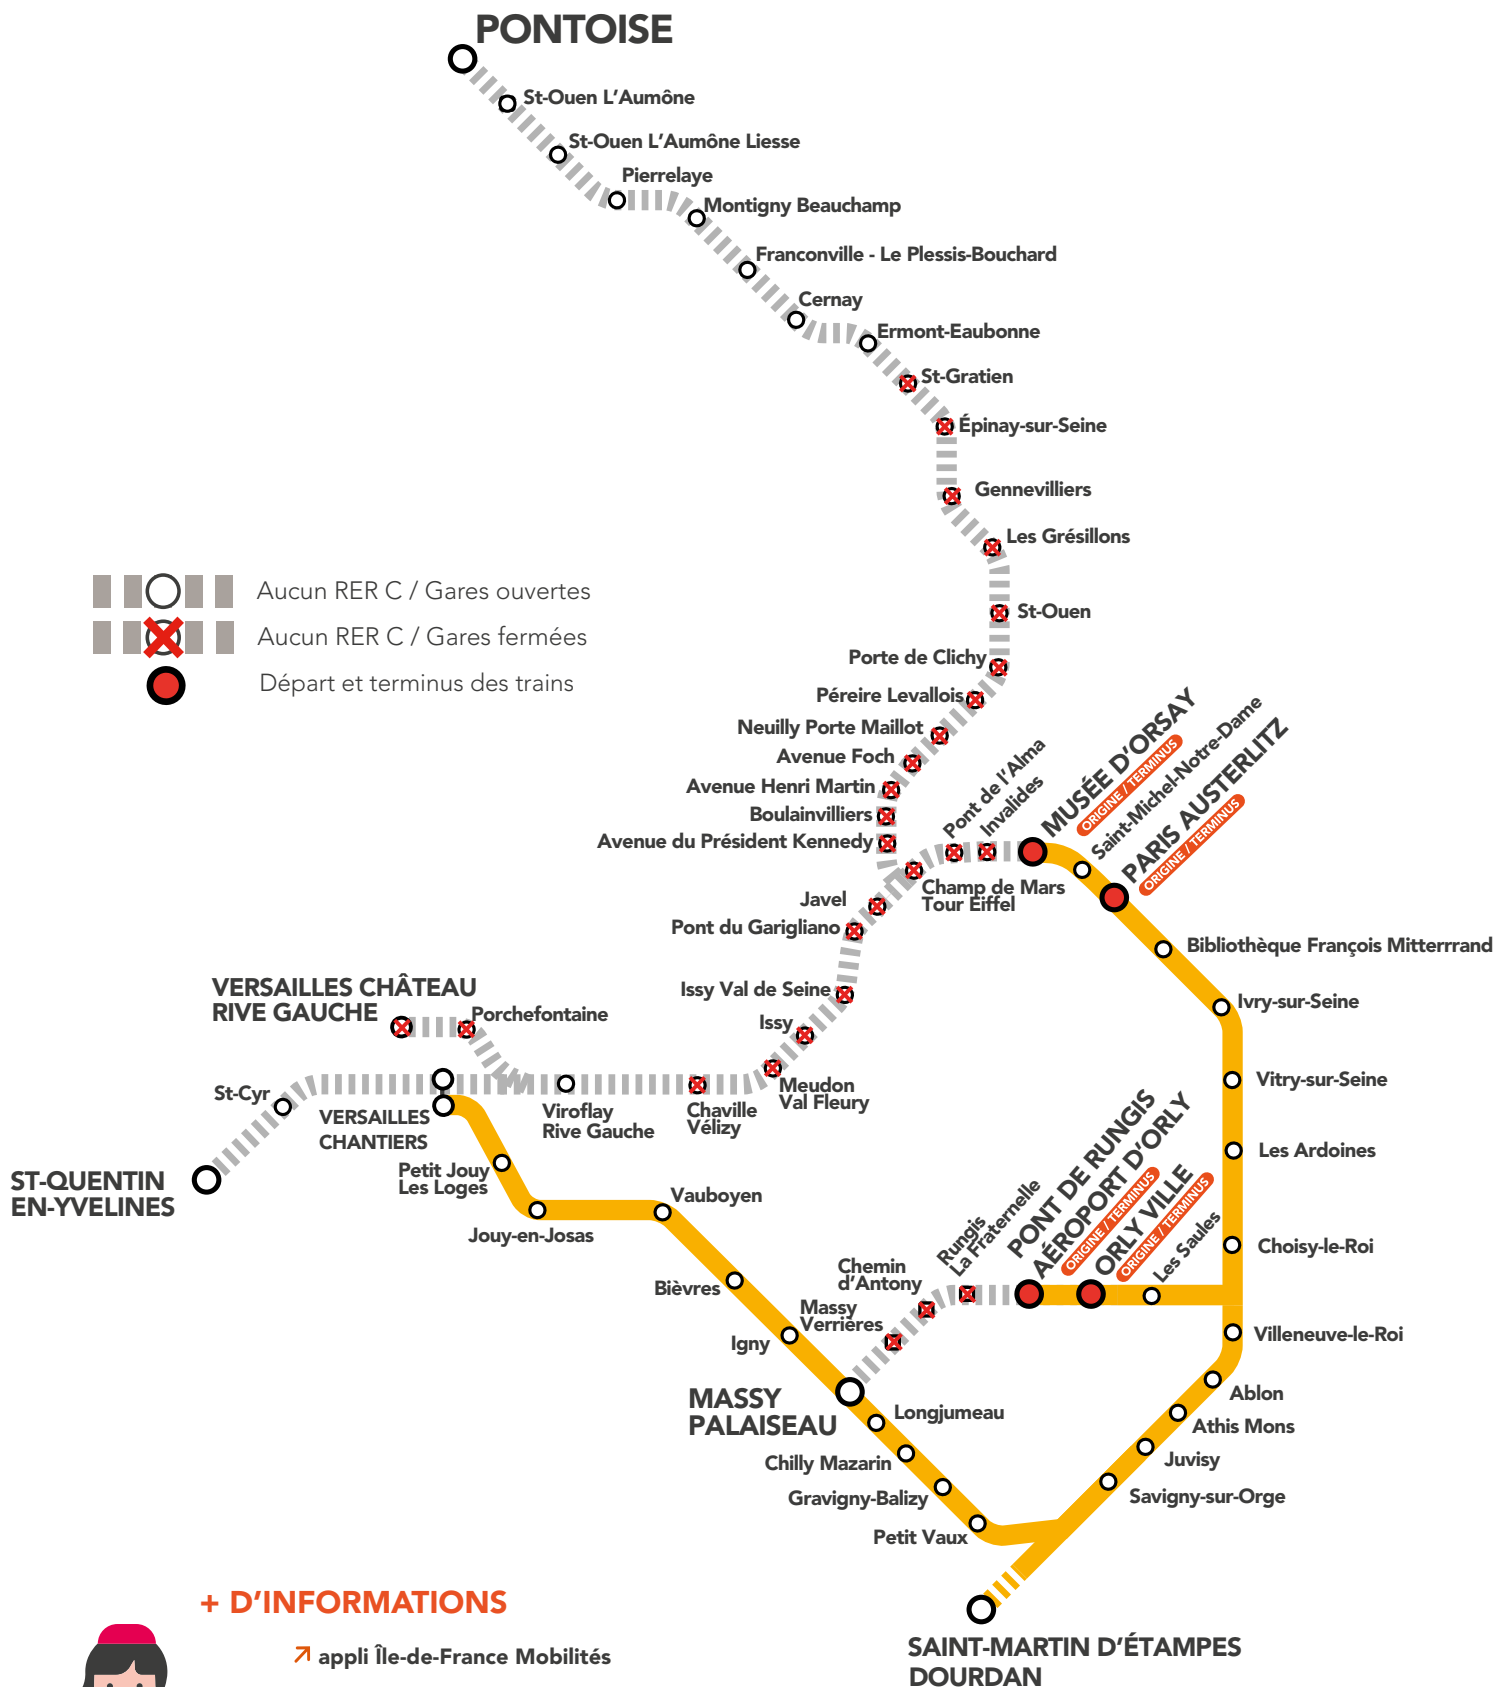 PONTOISE
St-Ouen L’Aumône
St-Ouen L’Aumône Liesse
Pierrelaye
Montigny Beauchamp
Franconville - Le Plessis-Bouchard
Cernay
Ermont-Eaubonne
St-Gratien
Épinay-sur-Seine
Gennevilliers
Les Grésillons
St-Ouen
Porte de Clichy
Péreire Levallois
Neuilly Porte Maillot
Avenue Foch
Avenue Henri Martin
Boulainvilliers
Avenue du Président Kennedy
Aucun RER C / Gares ouvertes
Aucun RER C / Gares fermées
Départ et terminus des trains
Pont de l’Alma
Invalides
MUSÉE D’ORSAY
ORIGINE / TERMINUS
Saint-Michel-Notre-Dame
PARIS AUSTERLITZ
ORIGINE / TERMINUS
Champ de Mars
Tour Eiffel
Javel
Pont du Garigliano
Issy Val de Seine
Issy
Meudon
Val Fleury
Chaville
Vélizy
Viroflay
Rive Gauche
Porchefontaine
VERSAILLES CHÂTEAU
RIVE GAUCHE
St-Cyr
VERSAILLES
CHANTIERS
ST-QUENTIN
EN-YVELINES
Petit Jouy
Les Loges
Jouy-en-Josas
Vauboyen
Bièvres
Igny
MASSY
PALAISEAU
Massy
Verrières
Chemin
d’Antony
Rungis
La Fraternelle
PONT DE RUNGIS
AÉROPORT D’ORLY
ORIGINE / TERMINUS
ORLY VILLE
ORIGINE / TERMINUS
Les Saules
Bibliothèque François Mitterrrand
Ivry-sur-Seine
Vitry-sur-Seine
Les Ardoines
Choisy-le-Roi
Villeneuve-le-Roi
Ablon
Athis Mons
Juvisy
Savigny-sur-Orge
Longjumeau
Chilly Mazarin
Gravigny-Balizy
Petit Vaux
SAINT-MARTIN D’ÉTAMPES
DOURDAN
+ D’INFORMATIONS
appli Île-de-France Mobilités